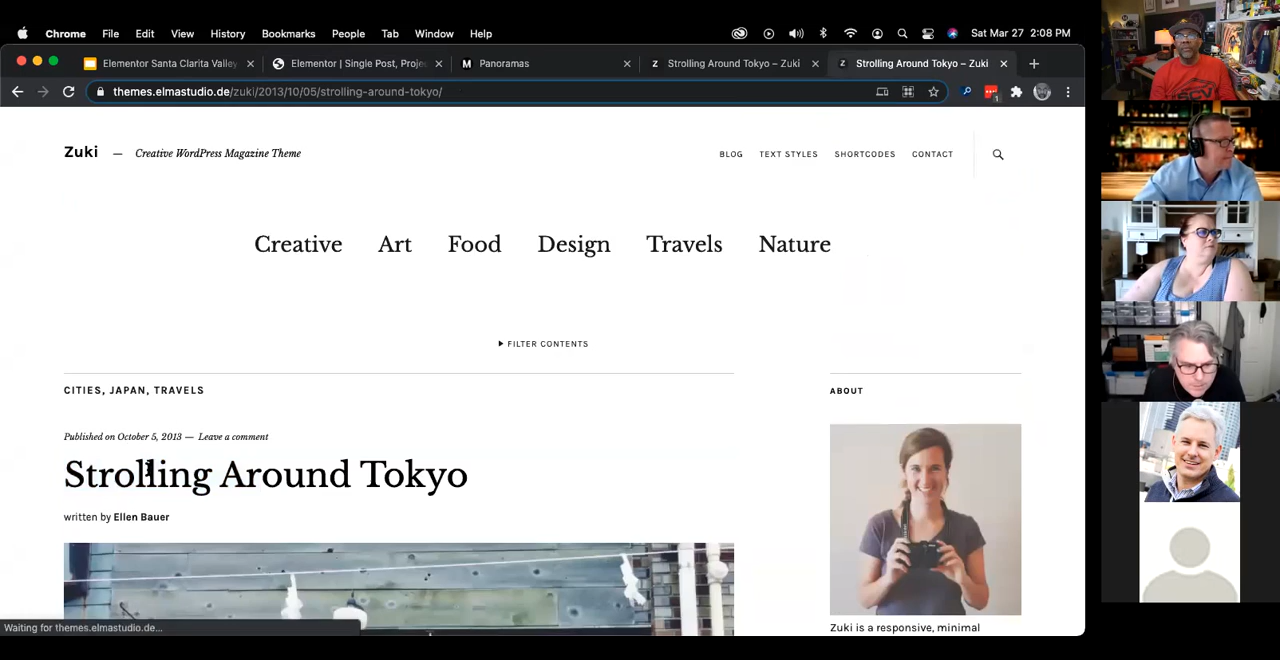 Chrome File Edit View History Bookmarks People Tab Window Help Sat Mar 27 2:08 PM
Elementor Santa Clarita Valley Elementor | Single Post, Proje Panoramas Strolling Around Tokyo – Zuki Strolling Around Tokyo – Zuki
themes.elmastudio.de/zuki/2013/10/05/strolling-around-tokyo/
Zuki — Creative WordPress Magazine Theme BLOG TEXT STYLES SHORTCODES CONTACT
Creative Art Food Design Travels Nature
FILTER CONTENTS
CITIES, JAPAN, TRAVELS
ABOUT
Published on October 5, 2013 — Leave a comment
Strolling Around Tokyo
written by Ellen Bauer
Waiting for themes.elmastudio.de...
Zuki is a responsive, minimal